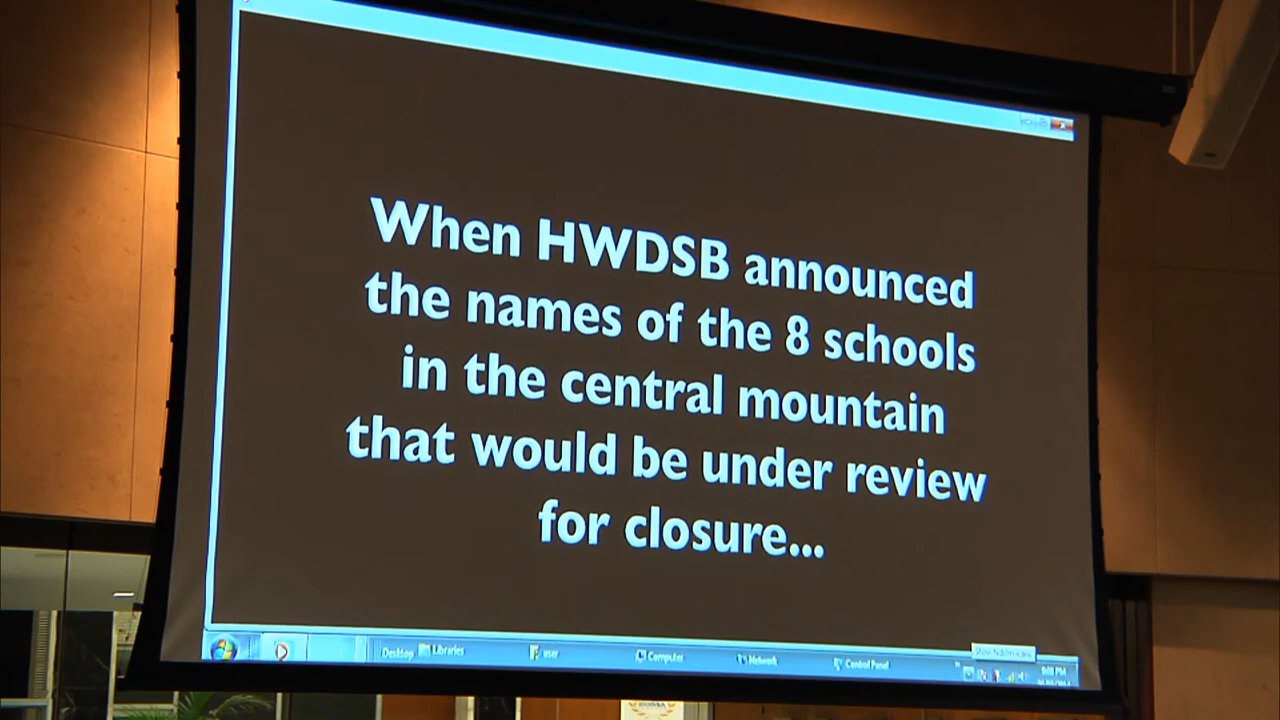 When HWDSB announced
the names of the 8 schools
in the central mountain
that would be under review
for closure...
Desktop Libraries user Computer Network Control Panel